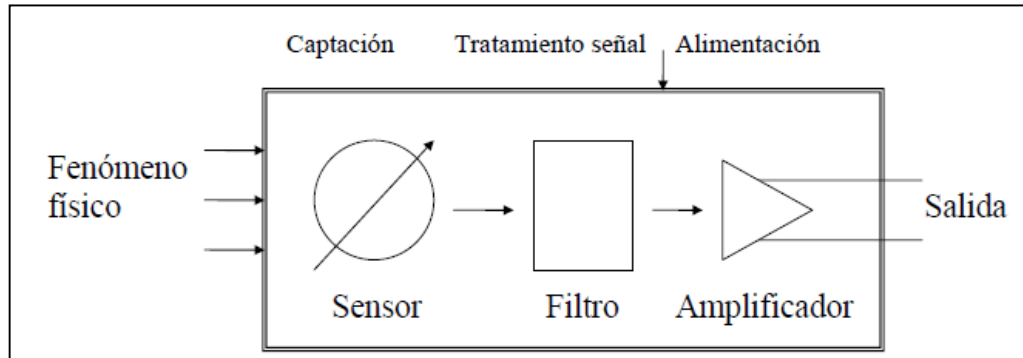 Captación Tratamiento señal Alimentación
Fenómeno
físico
Salida
Sensor Filtro Amplificador